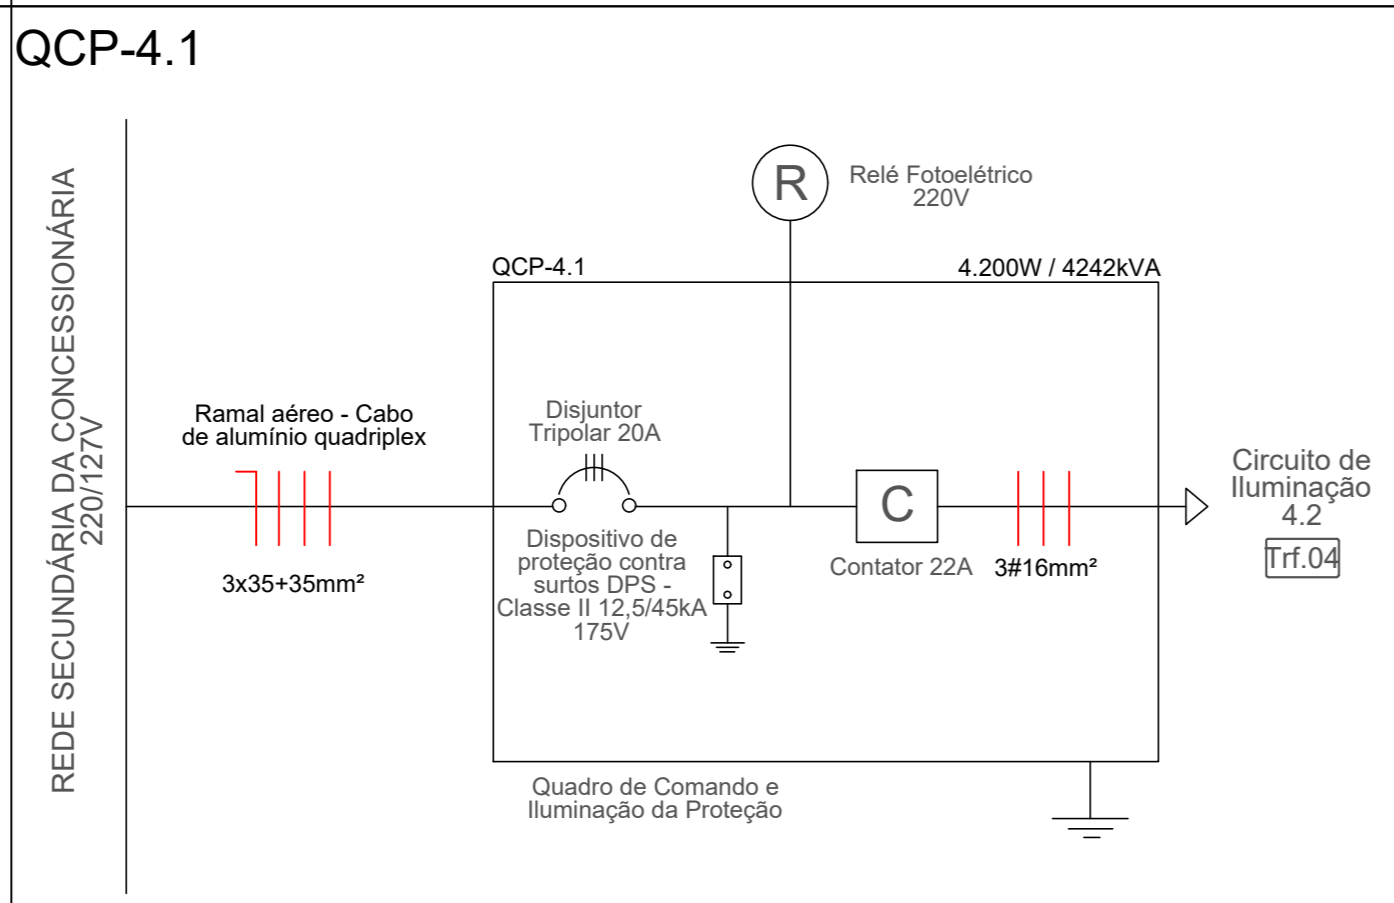 QCP-4.1
REDE SECUNDÁRIA DA CONCESSIONÁRIA
220/127V
R
Relé Fotoelétrico
220V
QCP-4.1
4.200W / 4242kVA
Ramal aéreo - Cabo
de alumínio quadriplex
3x35+35mm²
Disjuntor
Tripolar 20A
Dispositivo de
proteção contra
surtos DPS -
Classe II 12,5/45kA
175V
C
Contator 22A
3#16mm²
Circuito de
Iluminação
4.2
Trf.04
Quadro de Comando e
Iluminação da Proteção